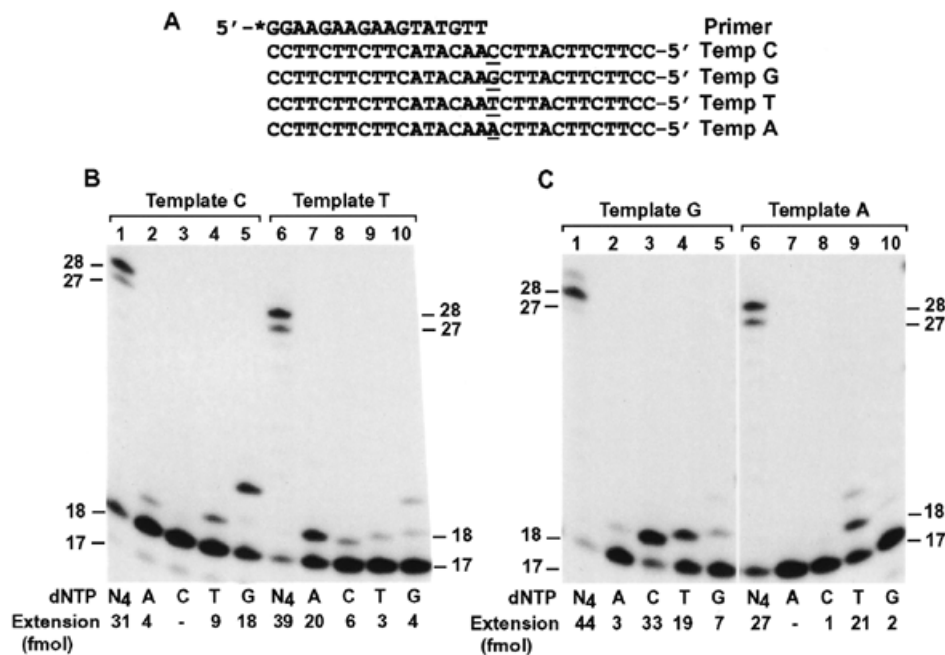 A
5′-*GGAAGAAGAAGTATGTT Primer
CCTTCTTCTTCATACAACCTTACTTCTTCC-5′ Temp C
CCTTCTTCTTCATACAAGCTTACTTCTTCC-5′ Temp G
CCTTCTTCTTCATACAATCTTACTTCTTCC-5′ Temp T
CCTTCTTCTTCATACAAACTTACTTCTTCC-5′ Temp A
B
Template C Template T
1 2 3 4 5 6 7 8 9 10
28
27
28
27
18
17
18
17
dNTP N4 A C T G N4 A C T G
Extension 31 4 - 9 18 39 20 6 3 4
(fmol)
C
Template G Template A
1 2 3 4 5 6 7 8 9 10
28
27
28
27
18
17
18
17
dNTP N4 A C T G N4 A C T G
Extension 44 3 33 19 7 27 - 1 21 2
(fmol)